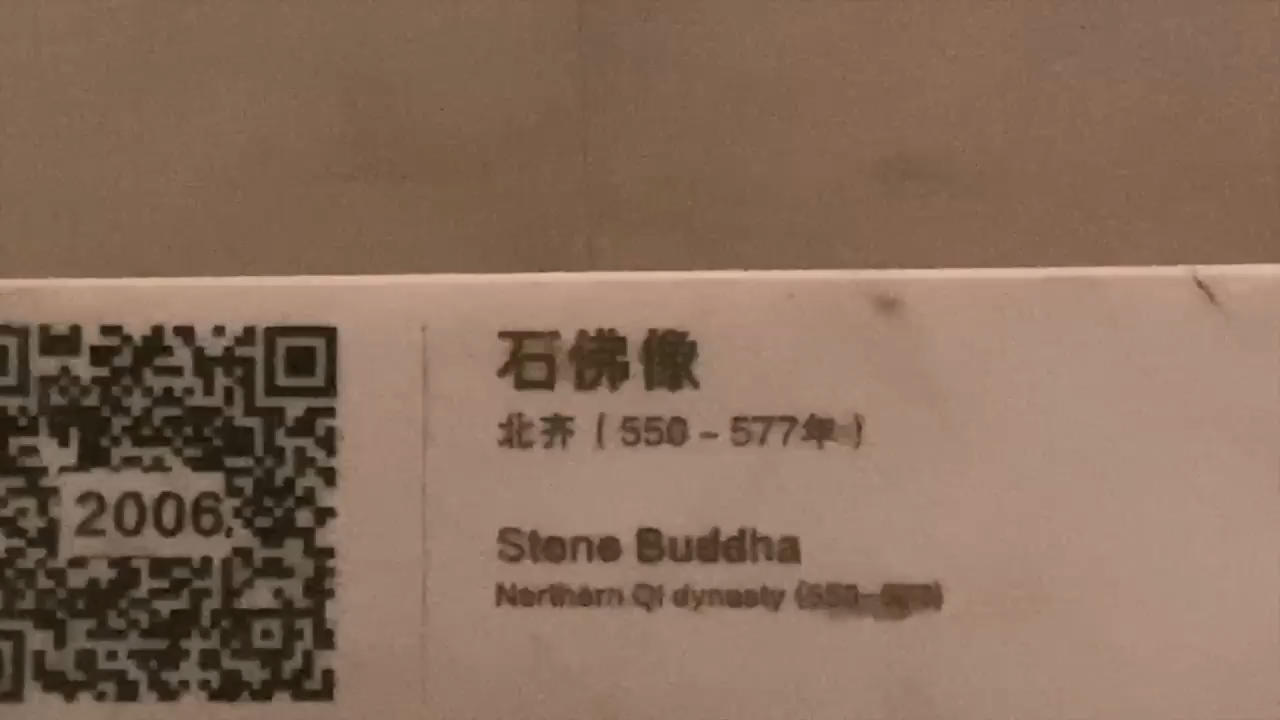 2006
石佛像
北齐（550-577年）
Stone Buddha
Northern Qi dynasty